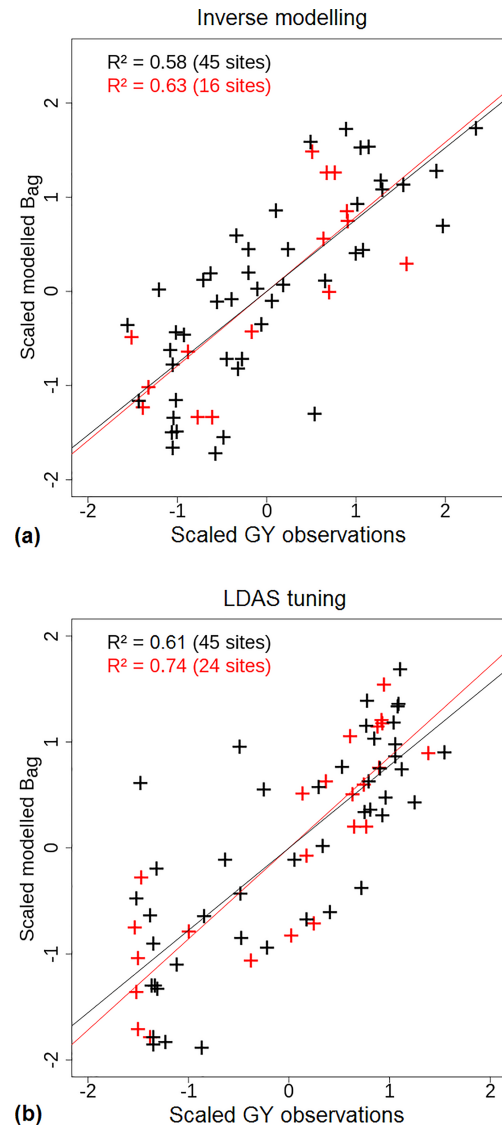 Inverse modelling
R² = 0.58 (45 sites)
R² = 0.63 (16 sites)
2
1
0
-1
-2
Scaled modelled Bag
-2 -1 0 1 2
Scaled GY observations
(a)
LDAS tuning
R² = 0.61 (45 sites)
R² = 0.74 (24 sites)
2
1
0
-1
-2
Scaled modelled Bag
-2 -1 0 1 2
Scaled GY observations
(b)